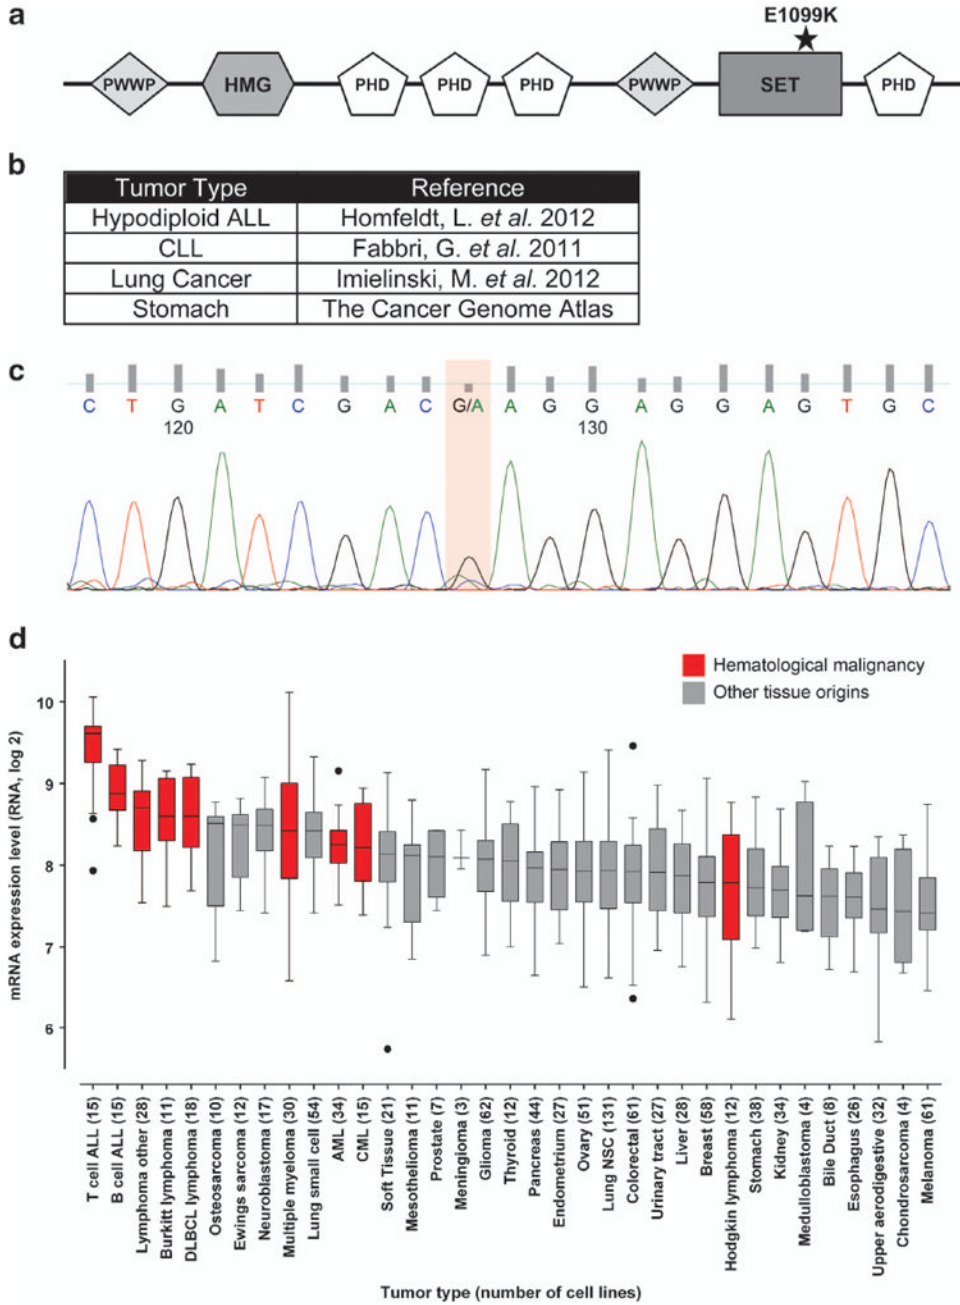 a
E1099K
PWWP HMG PHD PHD PHD PWWP SET PHD
b
Tumor Type Reference
Hypodiploid ALL Homfeldt, L. et al. 2012
CLL Fabbri, G. et al. 2011
Lung Cancer Imielinski, M. et al. 2012
Stomach The Cancer Genome Atlas
c
C T G A T C G A C G/A A G G A G G A G T G C
120 130
d
Hematological malignancy
Other tissue origins
mRNA expression level (RNA, log 2)
10
9
8
7
6
T cell ALL (15)
B cell ALL (15)
Lymphoma other (28)
Burkitt lymphoma (11)
DLBCL lymphoma (18)
Osteosarcoma (10)
Ewings sarcoma (12)
Neuroblastoma (17)
Multiple myeloma (30)
Lung small cell (54)
AML (34)
CML (15)
Soft Tissue (21)
Mesothelioma (11)
Prostate (7)
Meningioma (3)
Glioma (62)
Thyroid (12)
Pancreas (44)
Endometrium (27)
Ovary (51)
Lung NSC (131)
Colorectal (61)
Urinary tract (27)
Liver (28)
Breast (58)
Hodgkin lymphoma (12)
Stomach (38)
Kidney (34)
Medulloblastoma (4)
Bile Duct (8)
Esophagus (26)
Upper aerodigestive (32)
Chondrosarcoma (4)
Melanoma (61)
Tumor type (number of cell lines)